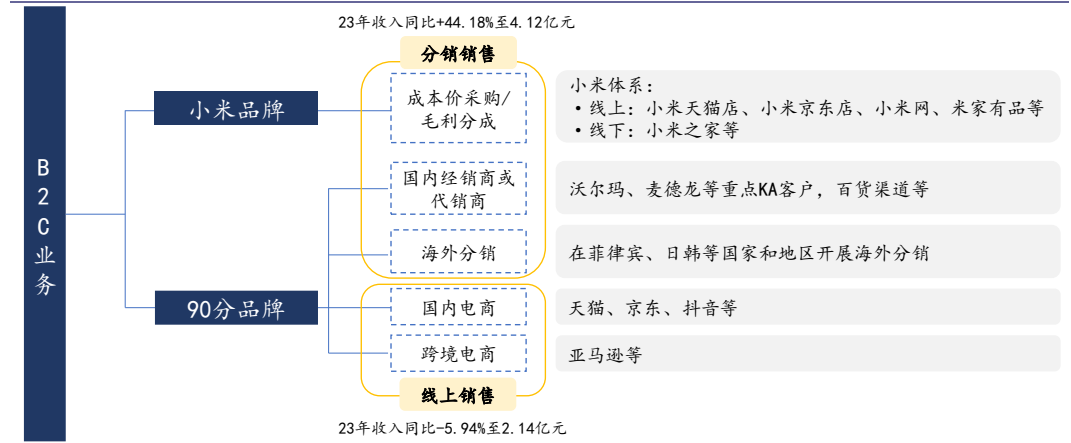 23年收入同比+44.18%至4.12亿元
分销销售
B
2
C
业
务
小米品牌
成本价采购/
毛利分成
小米体系：
•线上：小米天猫店、小米京东店、小米网、米家有品等
•线下：小米之家等
国内经销商或
代销商
沃尔玛、麦德龙等重点KA客户，百货渠道等
海外分销
在菲律宾、日韩等国家和地区开展海外分销
90分品牌
国内电商
天猫、京东、抖音等
跨境电商
亚马逊等
线上销售
23年收入同比-5.94%至2.14亿元